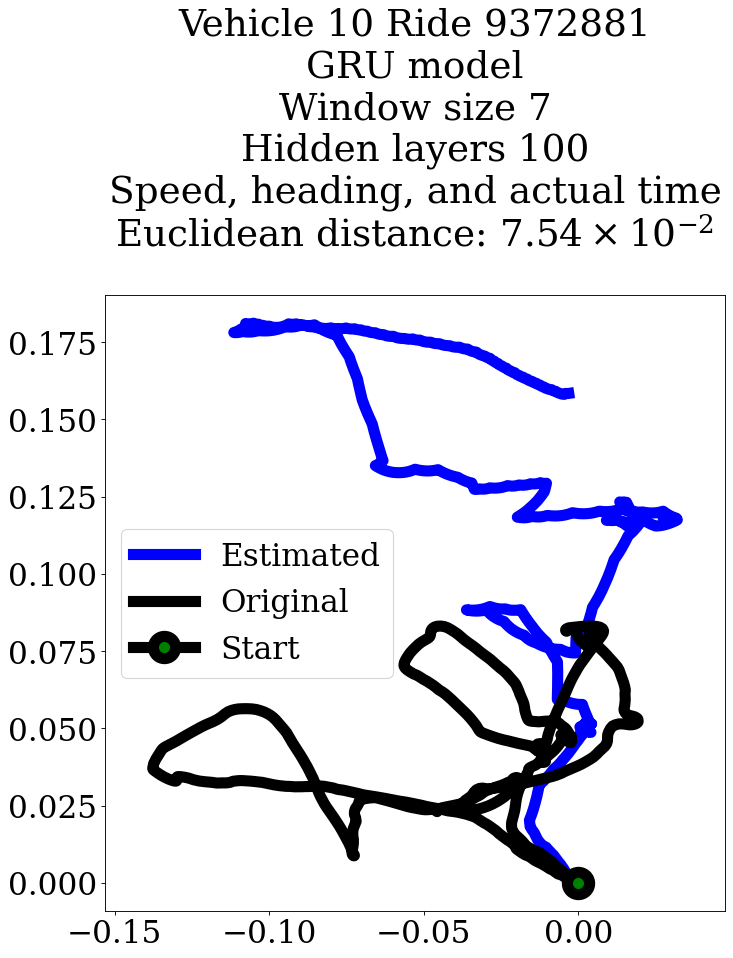 Vehicle 10 Ride 9372881
GRU model
Window size 7
Hidden layers 100
Speed, heading, and actual time
Euclidean distance: 7.54 × 10⁻²
0.175
0.150
0.125
0.100
0.075
0.050
0.025
0.000
Estimated
Original
Start
−0.15 −0.10 −0.05 0.00